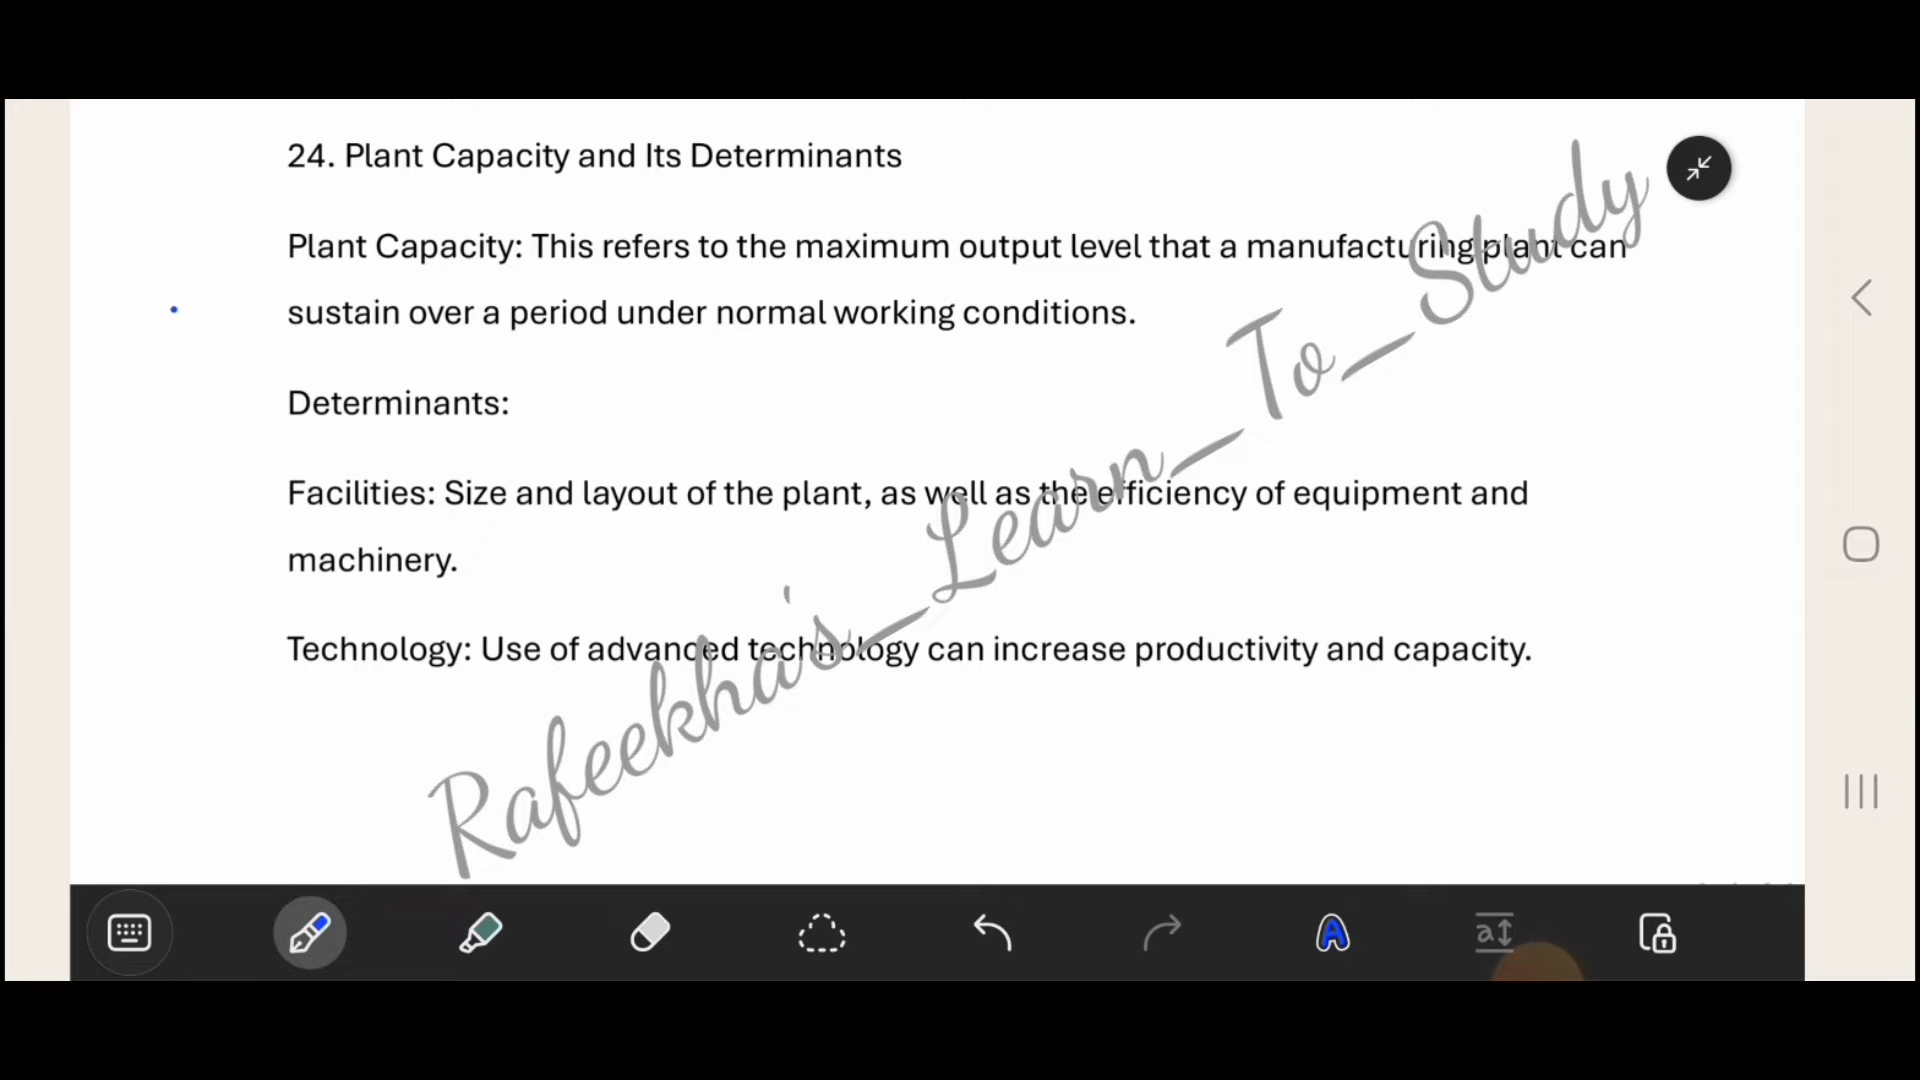 24. Plant Capacity and Its Determinants
Plant Capacity: This refers to the maximum output level that a manufacturing plant can
sustain over a period under normal working conditions.
Determinants:
Facilities: Size and layout of the plant, as well as the efficiency of equipment and
machinery.
Technology: Use of advanced technology can increase productivity and capacity.
Rafeekha's_Learn_To_Study
A
a